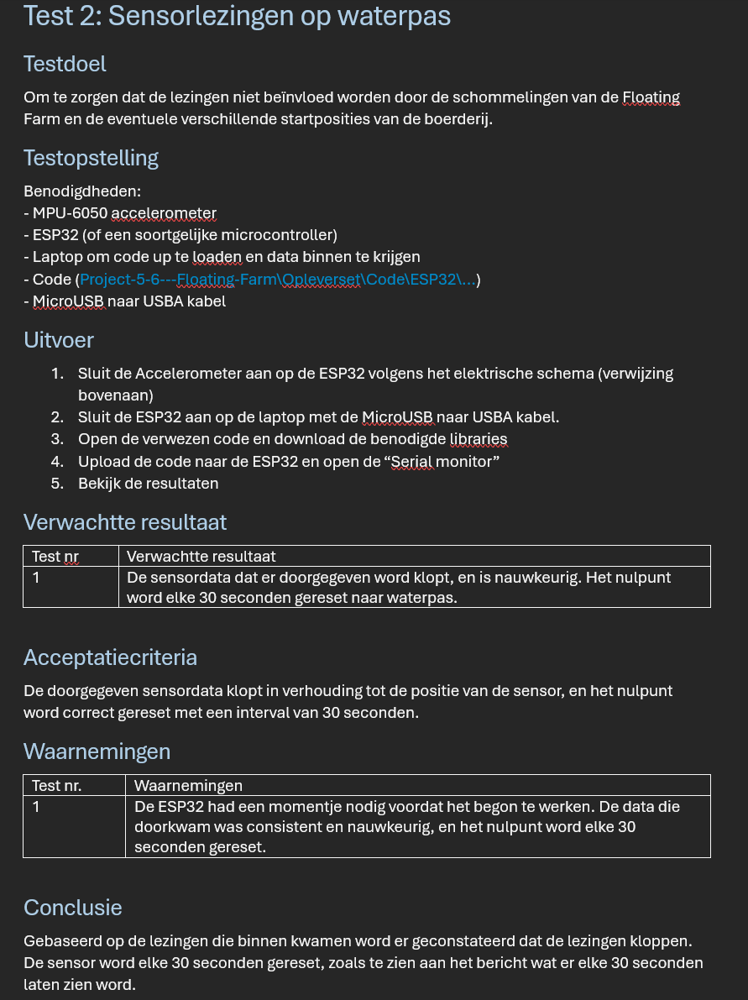 Test 2: Sensorlezingen op waterpas
Testdoel
Om te zorgen dat de lezingen niet beïnvloed worden door de schommelingen van de Floating
Farm en de eventuele verschillende startposities van de boerderij.
Testopstelling
Benodigdheden:
- MPU-6050 accelerometer
- ESP32 (of een soortgelijke microcontroller)
- Laptop om code up te loaden en data binnen te krijgen
- Code (Project-5-6---Floating-Farm\Opleverset\Code\ESP32\...)
- MicroUSB naar USBA kabel
Uitvoer
1. Sluit de Accelerometer aan op de ESP32 volgens het elektrische schema (verwijzing
bovenaan)
2. Sluit de ESP32 aan op de laptop met de MicroUSB naar USBA kabel.
3. Open de verwezen code en download de benodigde libraries
4. Upload de code naar de ESP32 en open de “Serial monitor”
5. Bekijk de resultaten
Verwachtte resultaat
Test nr Verwachtte resultaat
1 De sensordata dat er doorgegeven word klopt, en is nauwkeurig. Het nulpunt
word elke 30 seconden gereset naar waterpas.
Acceptatiecriteria
De doorgegeven sensordata klopt in verhouding tot de positie van de sensor, en het nulpunt
word correct gereset met een interval van 30 seconden.
Waarnemingen
Test nr. Waarnemingen
1 De ESP32 had een momentje nodig voordat het begon te werken. De data die
doorkwam was consistent en nauwkeurig, en het nulpunt word elke 30
seconden gereset.
Conclusie
Gebaseerd op de lezingen die binnen kwamen word er geconstateerd dat de lezingen kloppen.
De sensor word elke 30 seconden gereset, zoals te zien aan het bericht wat er elke 30 seconden
laten zien word.